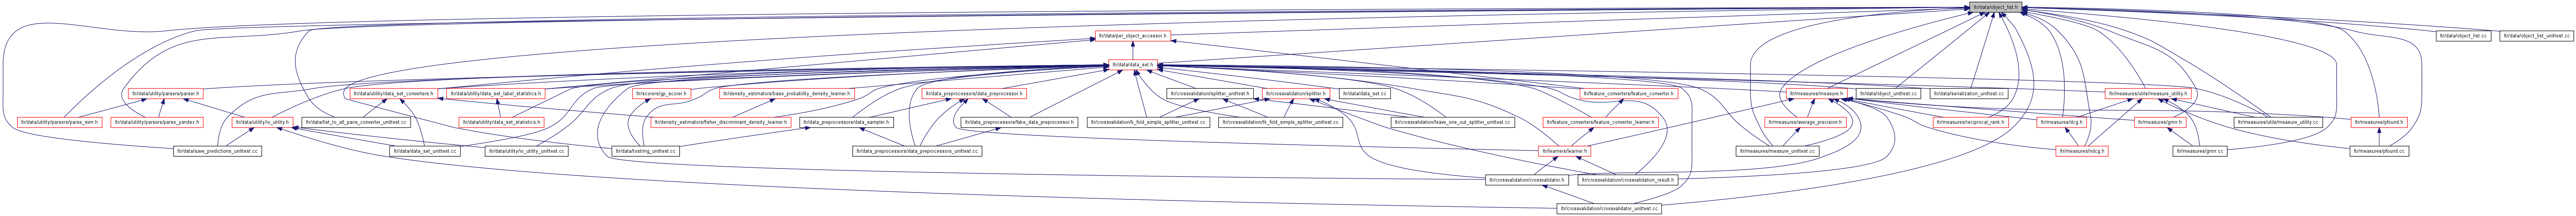 ltr/data/object_list.h
ltr/data/per_object_accessor.h
ltr/data/object_list.cc
ltr/data/object_list_unittest.cc
ltr/data/data_set.h
ltr/data/utility/parsers/parser.h
ltr/data/utility/data_set_converters.h
ltr/data/utility/data_set_label_statistics.h
ltr/scorers/gp_scorer.h
ltr/density_estimators/base_probability_density_learner.h
ltr/data_preprocessors/data_preprocessor.h
ltr/crossvalidation/splitter_unittest.h
ltr/crossvalidation/splitter.h
ltr/data/data_set.cc
ltr/feature_converters/feature_converter.h
ltr/measures/measure.h
ltr/data/object_unittest.cc
ltr/data/serialization_unittest.cc
ltr/measures/utils/measure_utility.h
ltr/data/utility/parsers/parse_svm.h
ltr/data/utility/parsers/parse_yandex.h
ltr/data/utility/io_utility.h
ltr/data/list_to_all_pairs_converter_unittest.cc
ltr/data/utility/data_set_statistics.h
ltr/density_estimators/fisher_discriminant_density_learner.h
ltr/data_preprocessors/data_sampler.h
ltr/data_preprocessors/fake_data_preprocessor.h
ltr/crossvalidation/k_fold_simple_splitter_unittest.cc
ltr/crossvalidation/tk_fold_simple_splitter_unittest.cc
ltr/crossvalidation/leave_one_out_splitter_unittest.cc
ltr/feature_converters/feature_converter_learner.h
ltr/measures/average_precision.h
ltr/measures/reciprocal_rank.h
ltr/measures/dcg.h
ltr/measures/gmrr.h
ltr/measures/utils/measure_utility.cc
ltr/measures/pfound.h
ltr/data/save_predictions_unittest.cc
ltr/data/data_set_unittest.cc
ltr/data/utility/io_utility_unittest.cc
ltr/data/tostring_unittest.cc
ltr/data_preprocessors/data_preprocessors_unittest.cc
ltr/learners/learner.h
ltr/measures/measure_unittest.cc
ltr/measures/ndcg.h
ltr/measures/gmrr.cc
ltr/measures/pfound.cc
ltr/crossvalidation/crossvalidator.h
ltr/crossvalidation/crossvalidation_result.h
ltr/crossvalidation/crossvalidator_unittest.cc